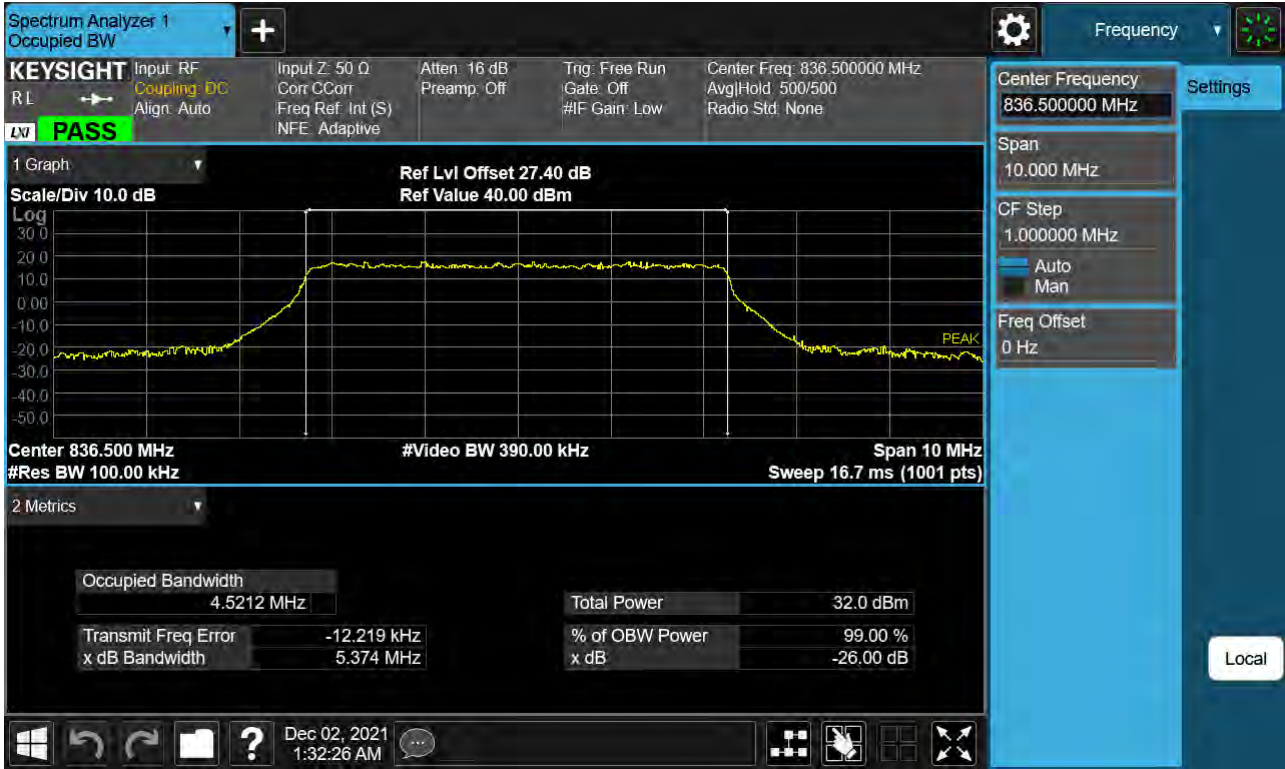 Spectrum Analyzer 1
Occupied BW
Frequency
KEYSIGHT
R L
LXI
PASS
Input: RF
Coupling: DC
Align: Auto
Input Z: 50 Ω
Corr CCorr
Freq Ref: Int (S)
NFE: Adaptive
Atten: 16 dB
Preamp: Off
Trig: Free Run
Gate: Off
#IF Gain: Low
Center Freq: 836.500000 MHz
Avg|Hold: 500/500
Radio Std: None
1 Graph
Scale/Div 10.0 dB
Ref Lvl Offset 27.40 dB
Ref Value 40.00 dBm
Log
30.0
20.0
10.0
0.00
-10.0
-20.0
-30.0
-40.0
-50.0
PEAK
Center 836.500 MHz
#Video BW 390.00 kHz
Span 10 MHz
#Res BW 100.00 kHz
Sweep 16.7 ms (1001 pts)
2 Metrics
Occupied Bandwidth
4.5212 MHz
Total Power 32.0 dBm
Transmit Freq Error -12.219 kHz
% of OBW Power 99.00 %
x dB Bandwidth 5.374 MHz
x dB -26.00 dB
Center Frequency
836.500000 MHz
Settings
Span
10.000 MHz
CF Step
1.000000 MHz
Auto
Man
Freq Offset
0 Hz
Local
?
Dec 02, 2021
1:32:26 AM